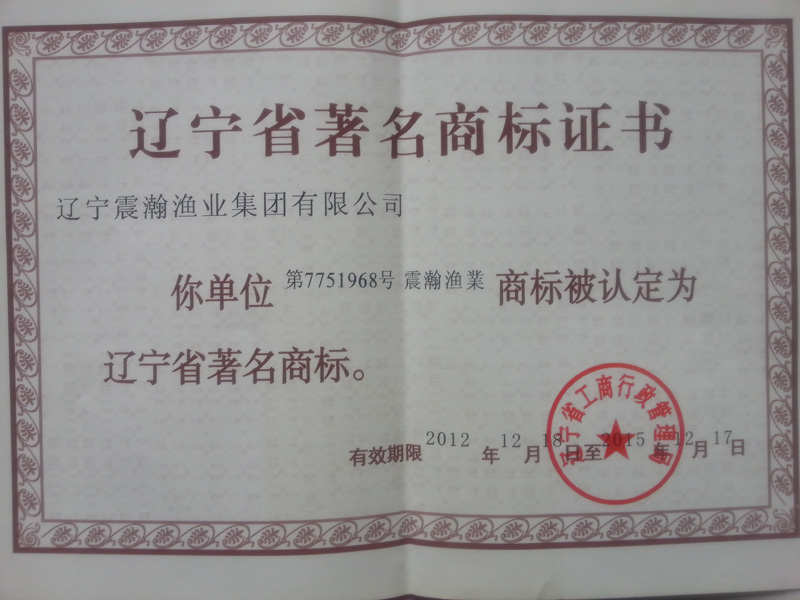 辽宁省著名商标证书
辽宁震瀚渔业集团有限公司
你单位 第7751968号 震瀚渔業 商标被认定为
辽宁省著名商标。
有效期限 2012 年 12 月 18 日至 2015 年 12 月 17 日
辽宁省工商行政管理局